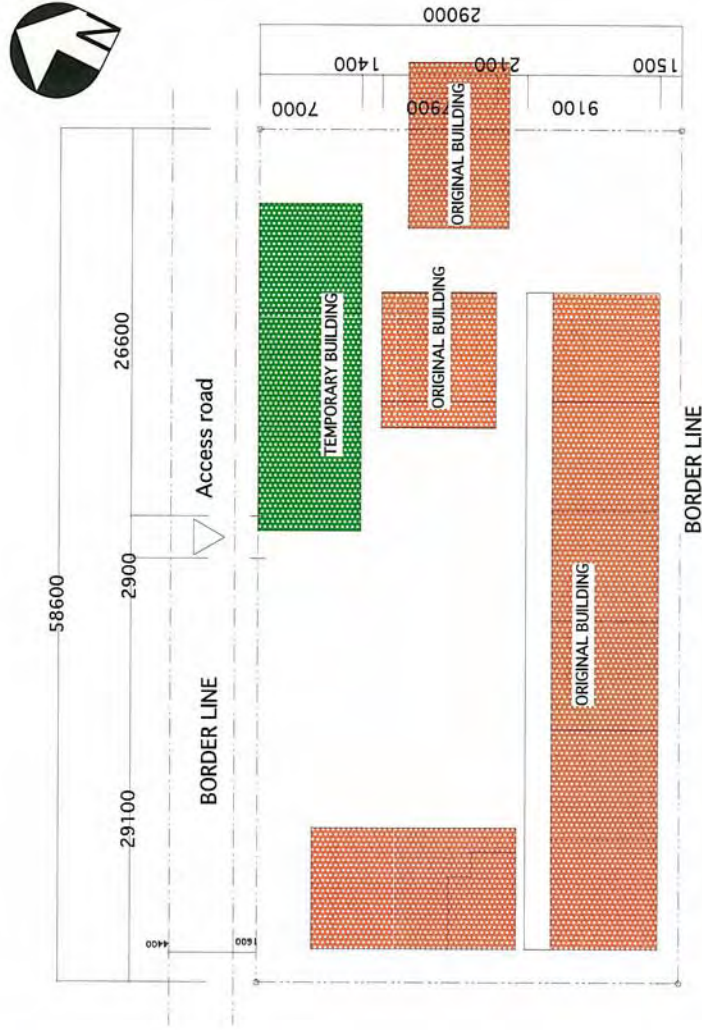 N
29000
7000
1400
7900
2100
9100
1500
58600
26600
2900
29100
Access road
BORDER LINE
4400
1600
TEMPORARY BUILDING
ORIGINAL BUILDING
ORIGINAL BUILDING
ORIGINAL BUILDING
BORDER LINE